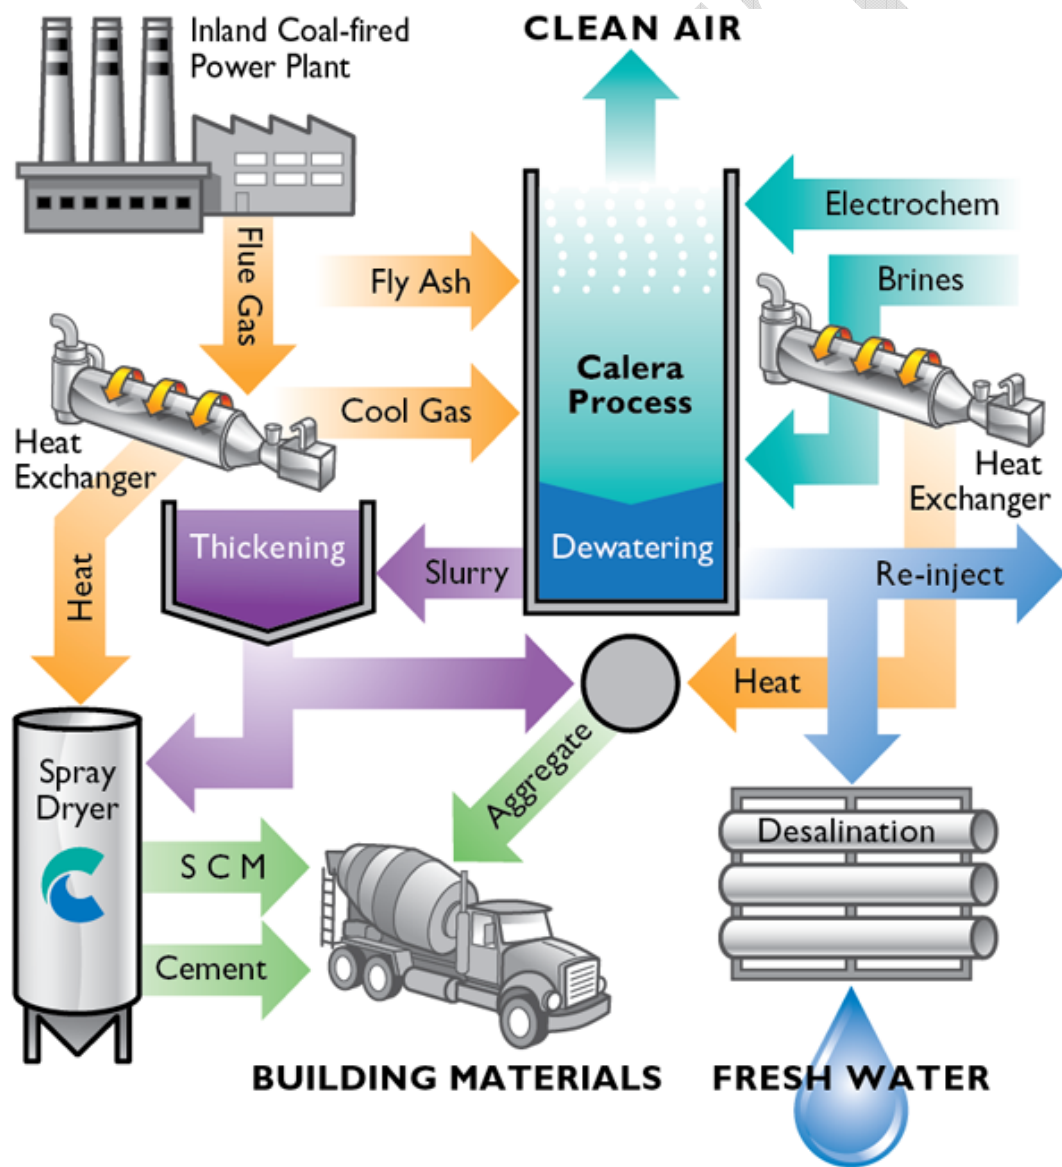 Inland Coal-fired
Power Plant
CLEAN AIR
Flue Gas
Fly Ash
Electrochem
Brines
Cool Gas
Calera
Process
Heat
Exchanger
Heat
Exchanger
Thickening
Slurry
Dewatering
Re-inject
Heat
Heat
Spray
Dryer
Aggregate
Desalination
S C M
Cement
BUILDING MATERIALS
FRESH WATER